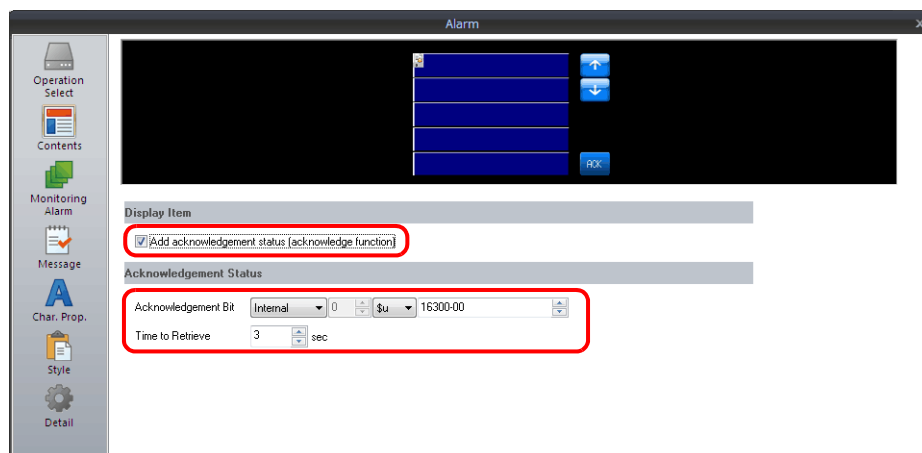 Alarm
Operation
Select
Contents
Monitoring
Alarm
Message
Char. Prop.
Style
Detail
ACK
Display Item
Add acknowledgement status (acknowledge function)
Acknowledgement Status
Acknowledgement Bit Internal 0 $u 16300-00
Time to Retrieve 3 sec